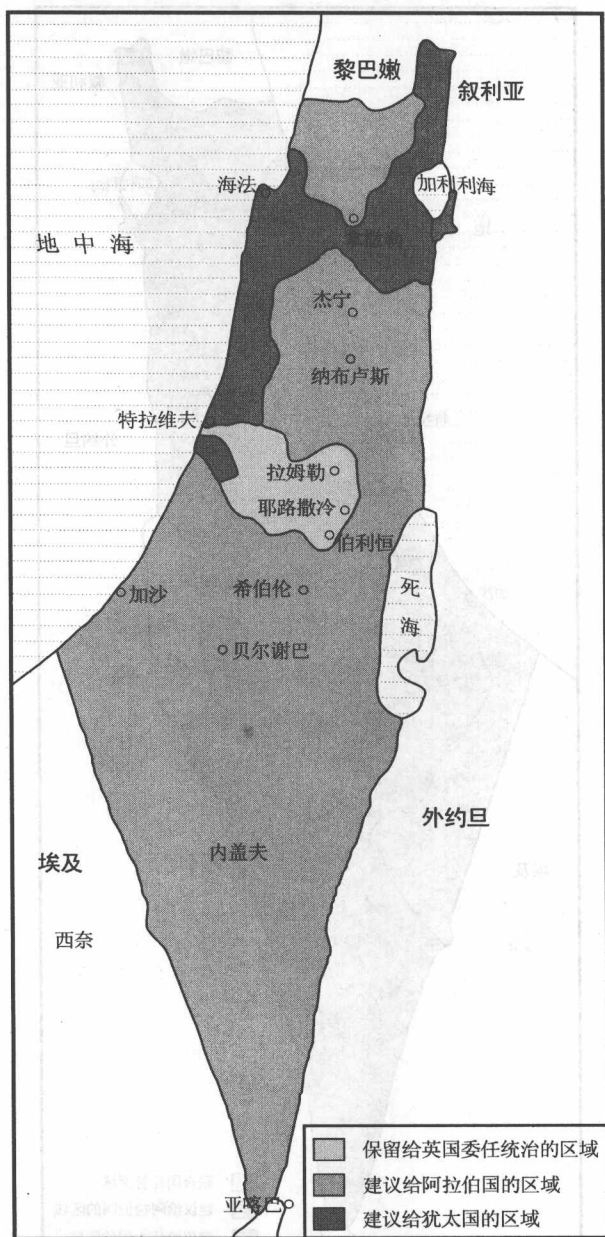 黎巴嫩
叙利亚
海法
加利利海
拿撒勒
地中海
杰宁
纳布卢斯
特拉维夫
拉姆勒
耶路撒冷
伯利恒
加沙
希伯伦
死海
贝尔谢巴
外约旦
内盖夫
埃及
西奈
亚喀巴
保留给英国委任统治的区域
建议给阿拉伯国的区域
建议给犹太国的区域